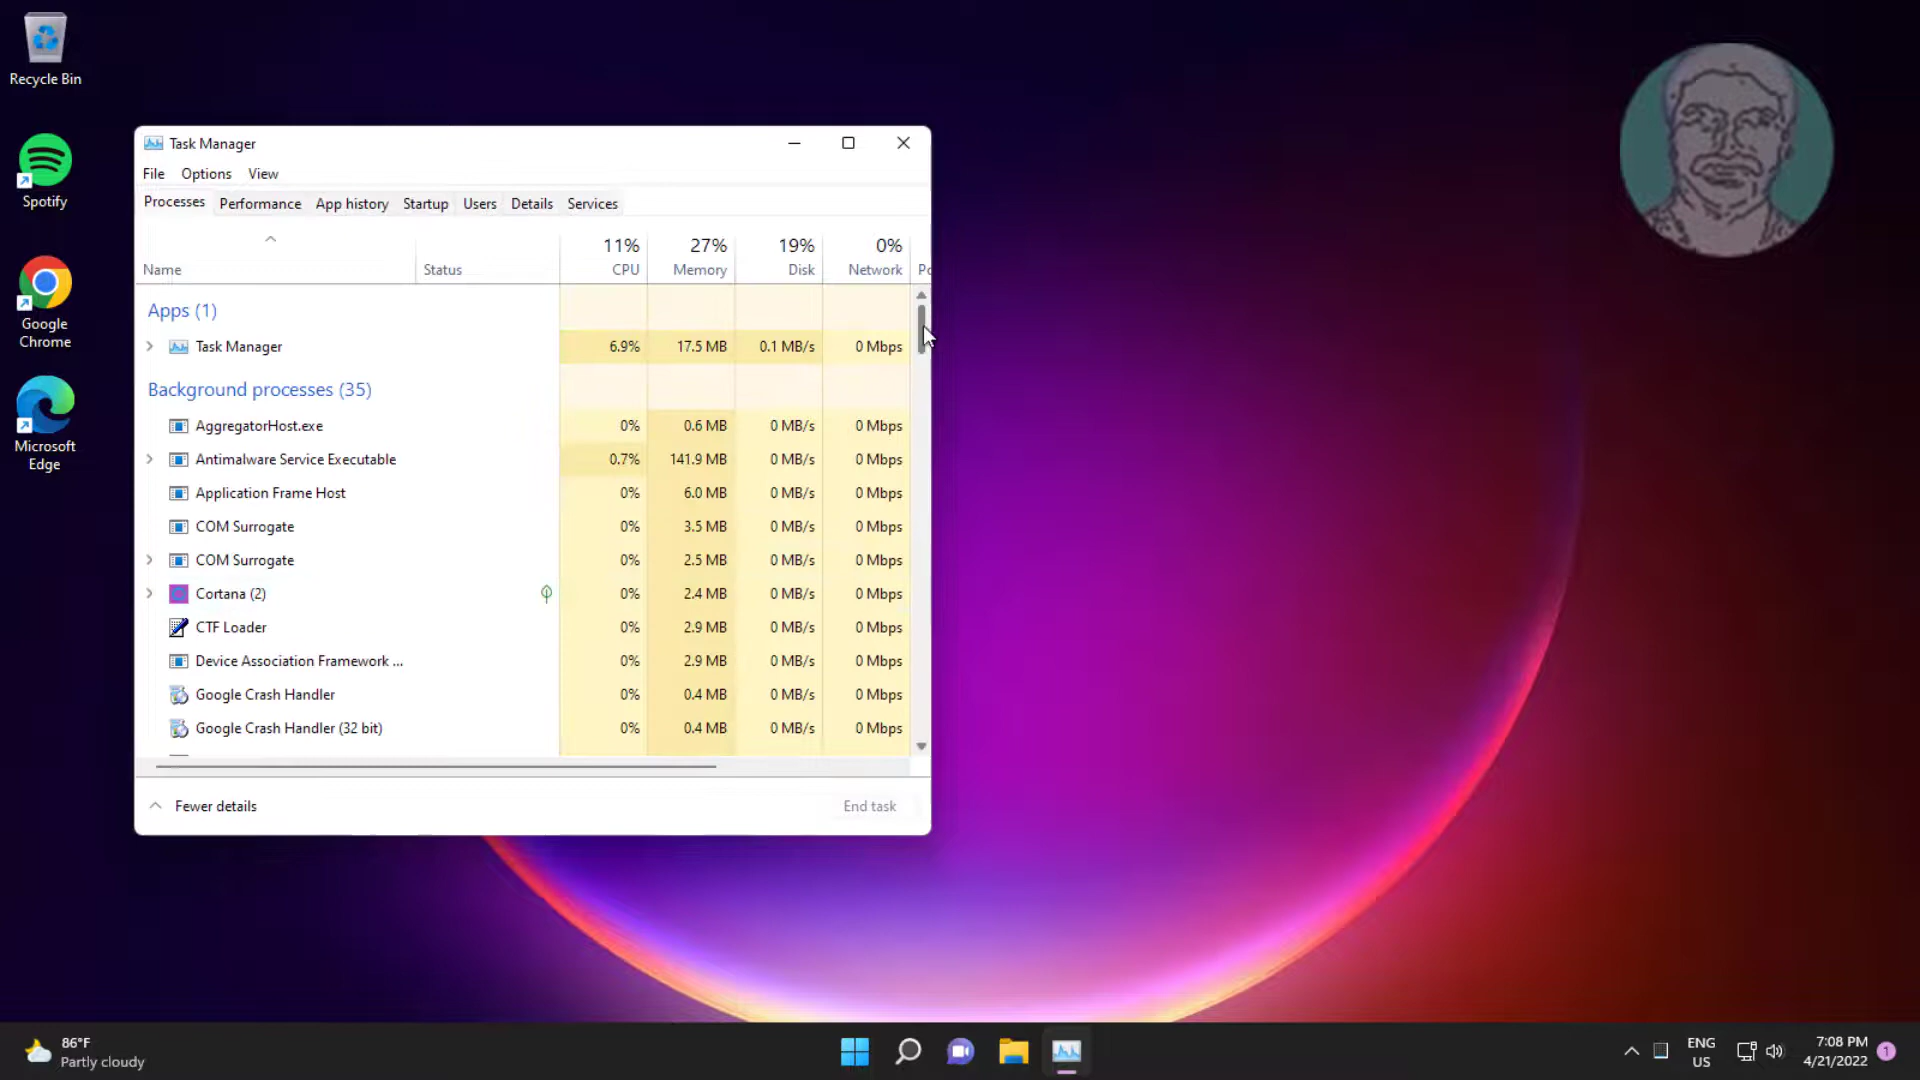 Recycle Bin
Spotify
Google
Chrome
Microsoft
Edge
Task Manager
File Options View
Processes Performance App history Startup Users Details Services
11% 27% 19% 0%
Name Status CPU Memory Disk Network Po
Apps (1)
Task Manager 6.9% 17.5 MB 0.1 MB/s 0 Mbps
Background processes (35)
AggregatorHost.exe 0% 0.6 MB 0 MB/s 0 Mbps
Antimalware Service Executable 0.7% 141.9 MB 0 MB/s 0 Mbps
Application Frame Host 0% 6.0 MB 0 MB/s 0 Mbps
COM Surrogate 0% 3.5 MB 0 MB/s 0 Mbps
COM Surrogate 0% 2.5 MB 0 MB/s 0 Mbps
Cortana (2) 0% 2.4 MB 0 MB/s 0 Mbps
CTF Loader 0% 2.9 MB 0 MB/s 0 Mbps
Device Association Framework ... 0% 2.9 MB 0 MB/s 0 Mbps
Google Crash Handler 0% 0.4 MB 0 MB/s 0 Mbps
Google Crash Handler (32 bit) 0% 0.4 MB 0 MB/s 0 Mbps
Fewer details End task
86°F
Partly cloudy
ENG
US
7:08 PM
4/21/2022
1